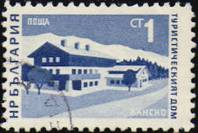 ПОЩА
СТ 1
НРБЪЛГАРИЯ
ТУРИСТИЧЕСКИЯТ ДОМ
БАНСКО